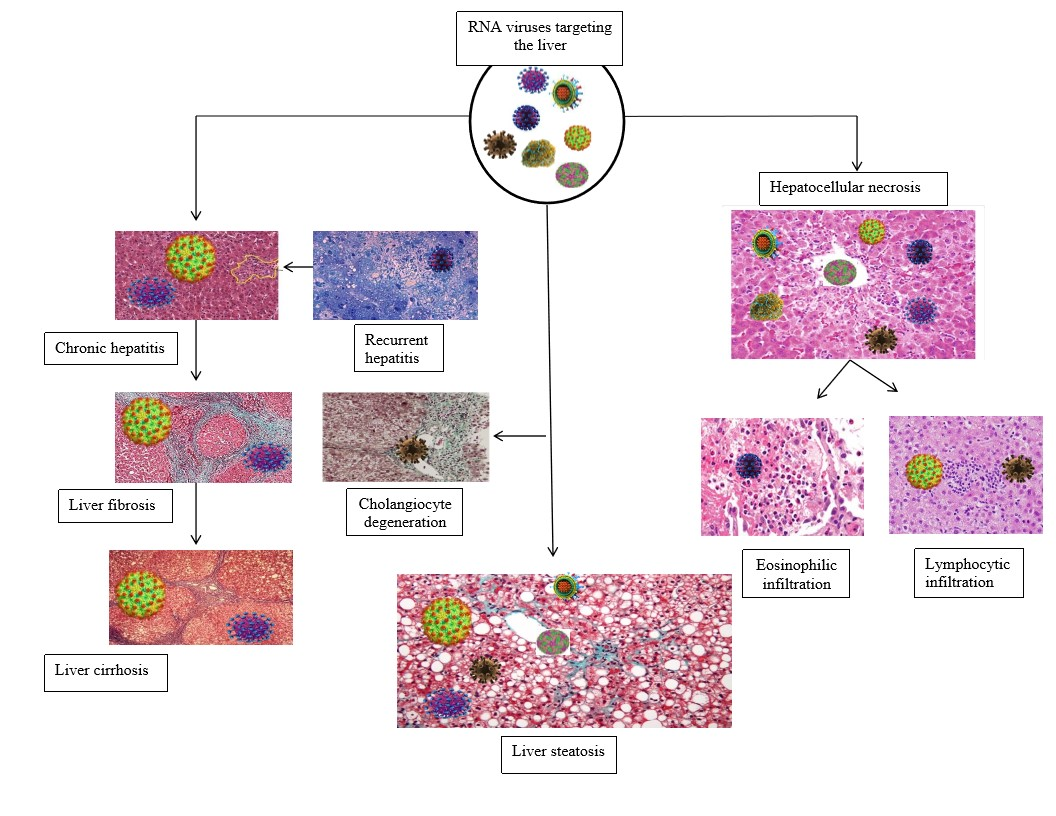 RNA viruses targeting
the liver
Hepatocellular necrosis
Chronic hepatitis
Recurrent
hepatitis
Liver fibrosis
Cholangiocyte
degeneration
Eosinophilic
infiltration
Lymphocytic
infiltration
Liver cirrhosis
Liver steatosis